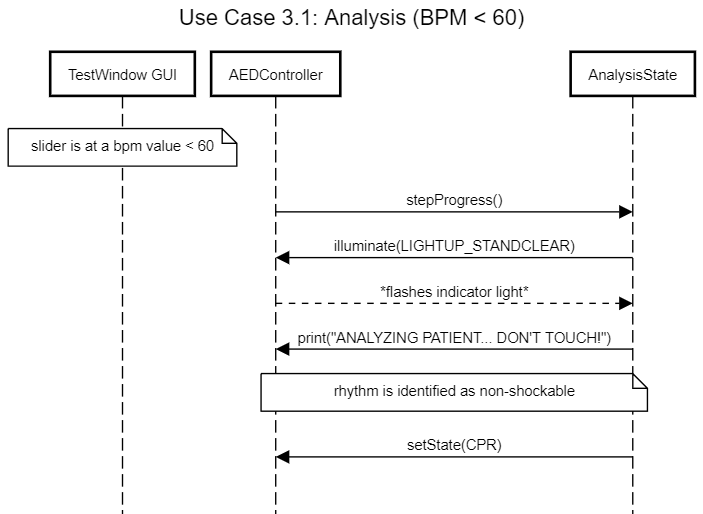 Use Case 3.1: Analysis (BPM < 60)
TestWindow GUI
AEDController
AnalysisState
slider is at a bpm value < 60
stepProgress()
illuminate(LIGHTUP_STANDCLEAR)
*flashes indicator light*
print("ANALYZING PATIENT... DON'T TOUCH!")
rhythm is identified as non-shockable
setState(CPR)